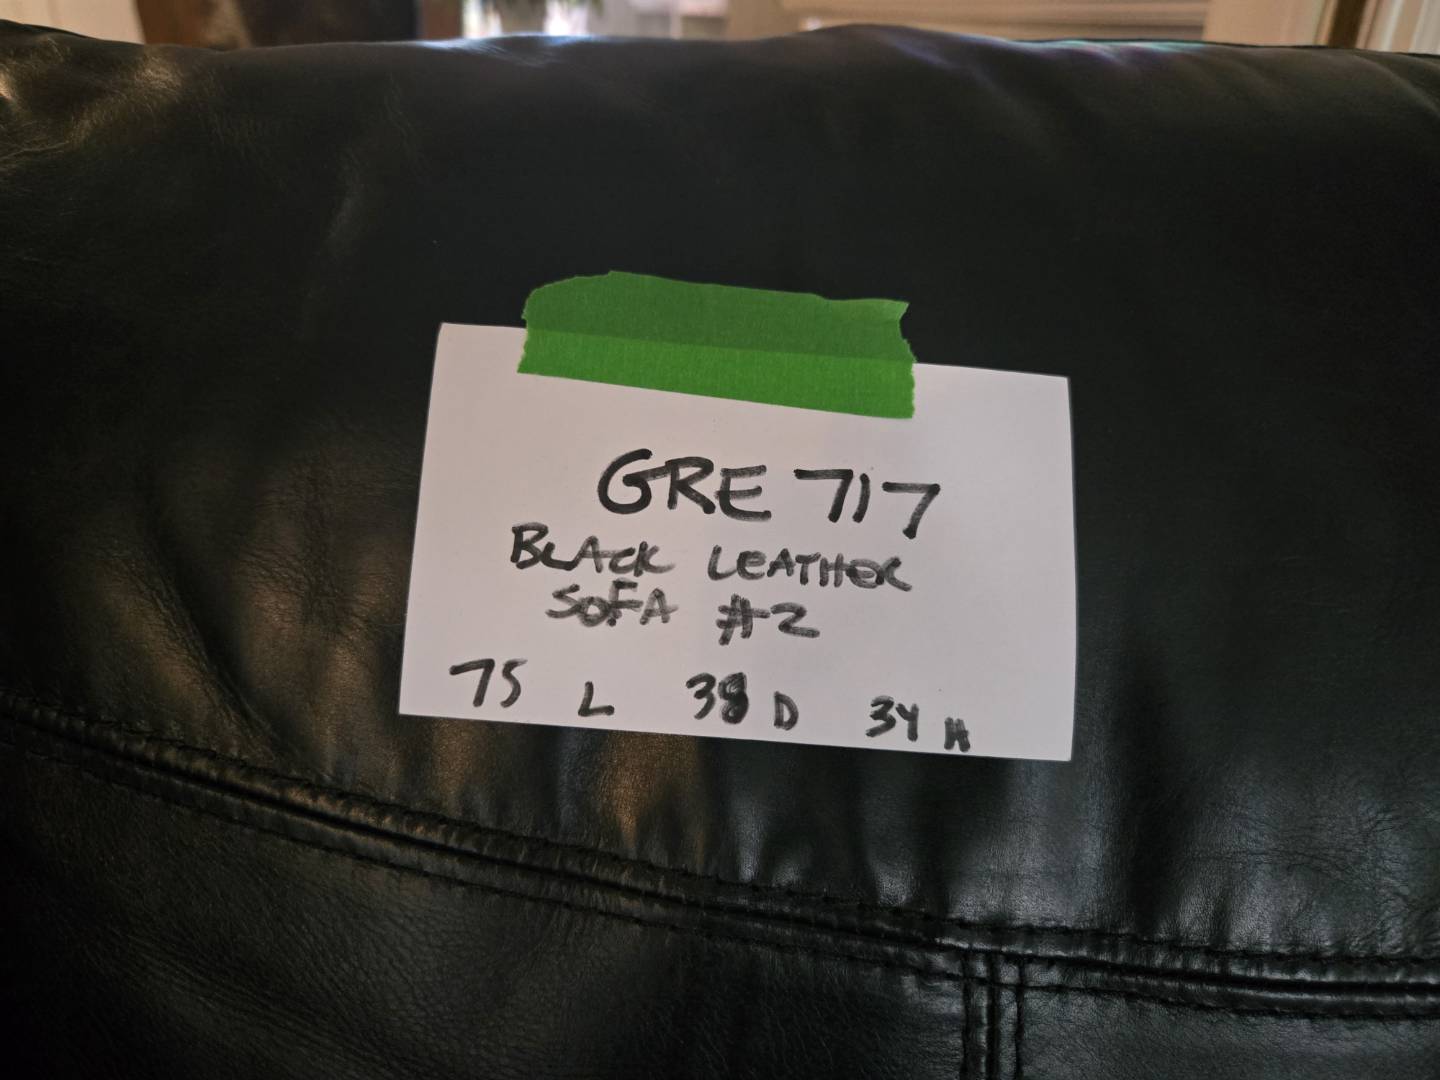 GRE 717
BLACK LEATHER
SOFA #2
75 L 38 D 34 H